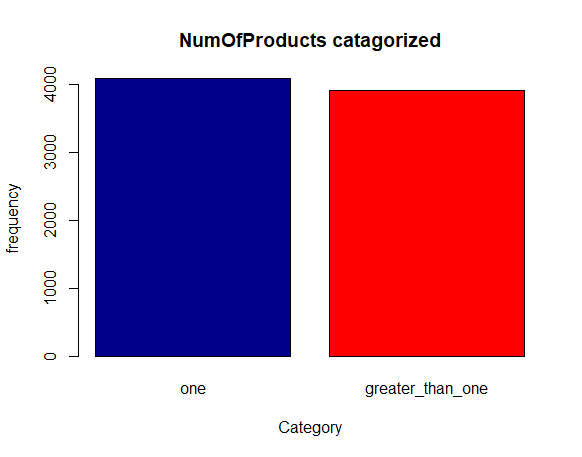 NumOfProducts catagorized
frequency
4000
3000
2000
1000
0
one greater_than_one
Category